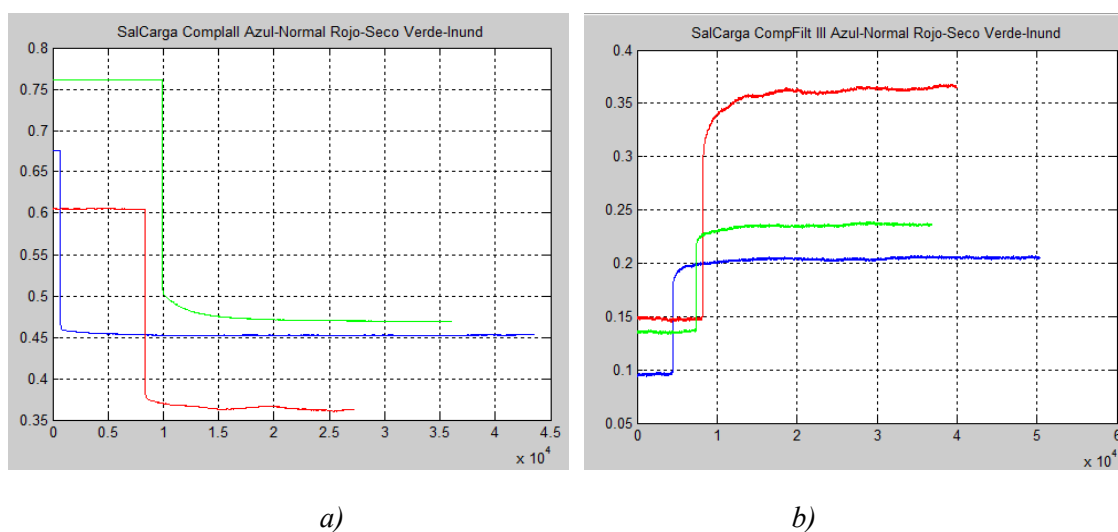 SalCarga Complall Azul-Normal Rojo-Seco Verde-Inund
0.8
0.75
0.7
0.65
0.6
0.55
0.5
0.45
0.4
0.35
0 0.5 1 1.5 2 2.5 3 3.5 4 4.5
x 10^4
a)
SalCarga CompFilt III Azul-Normal Rojo-Seco Verde-Inund
0.4
0.35
0.3
0.25
0.2
0.15
0.1
0.05
0 1 2 3 4 5 6
x 10^4
b)